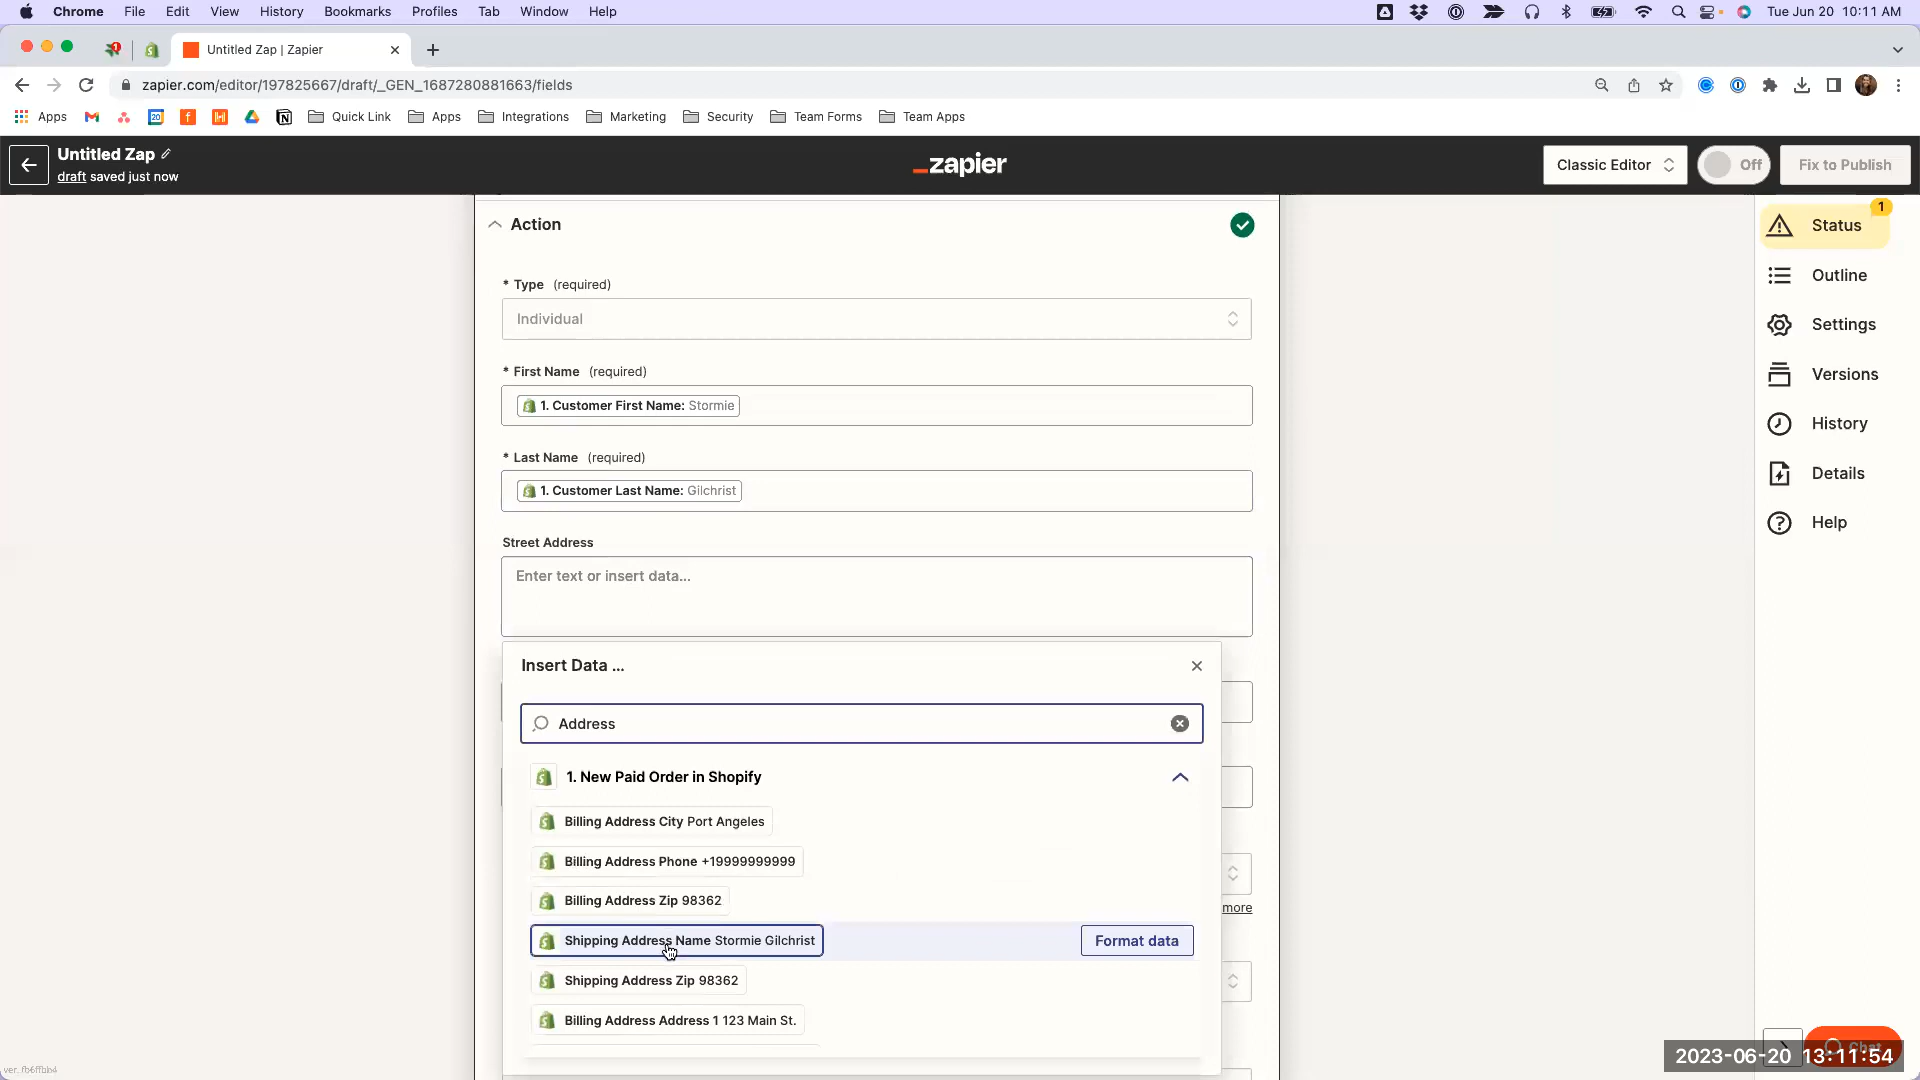 Chrome File Edit View History Bookmarks Profiles Tab Window Help Tue Jun 20 10:11 AM
1 Untitled Zap | Zapier
zapier.com/editor/197825667/draft/_GEN_1687280881663/fields
Apps Quick Link Apps Integrations Marketing Security Team Forms Team Apps
Untitled Zap
draft saved just now
_zapier
Classic Editor Off Fix to Publish
Action
* Type (required)
Individual
* First Name (required)
1. Customer First Name: Stormie
* Last Name (required)
1. Customer Last Name: Gilchrist
Street Address
Enter text or insert data...
Insert Data ...
Address
1. New Paid Order in Shopify
Billing Address City Port Angeles
Billing Address Phone +19999999999
Billing Address Zip 98362
more
Shipping Address Name Stormie Gilchrist Format data
Shipping Address Zip 98362
Billing Address Address 1 123 Main St.
1
Status
Outline
Settings
Versions
History
Details
Help
Chat
2023-06-20 13:11:54
ver. fb6ffbb4